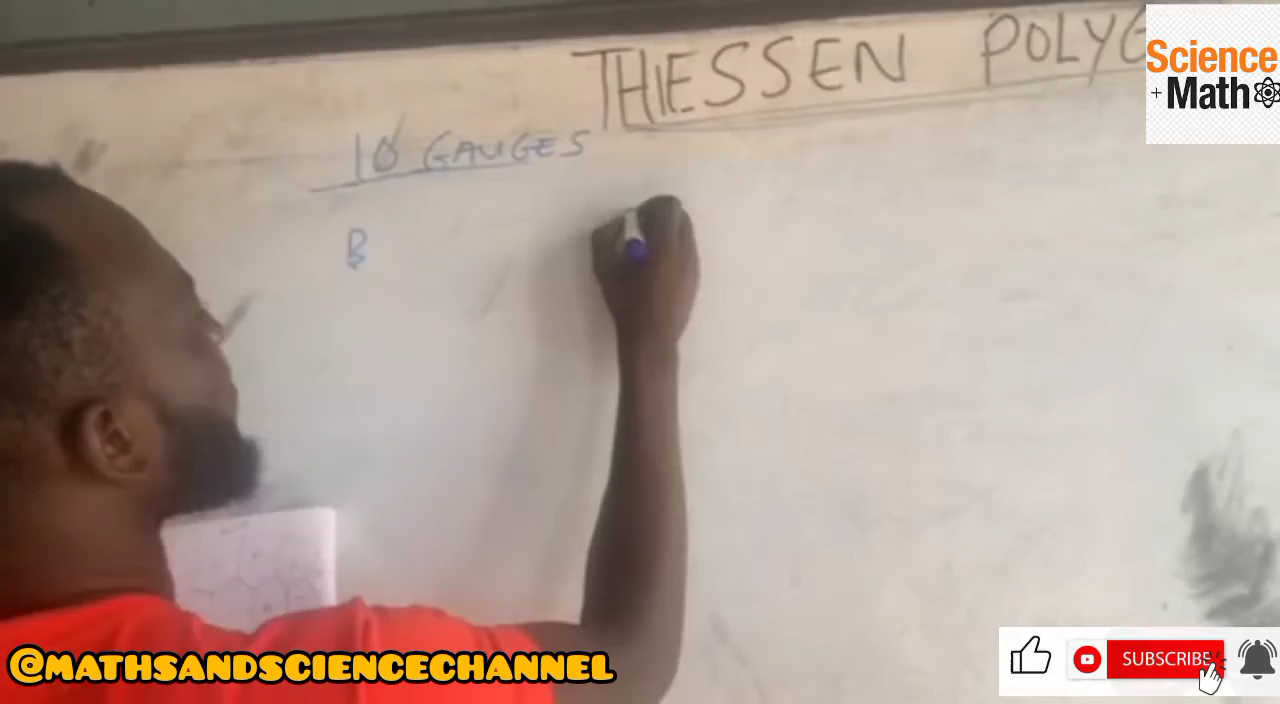 THIESSEN POLYG
Science
+ Math
10 GAUGES
B
@MATHSANDSCIENCECHANNEL
SUBSCRIBE